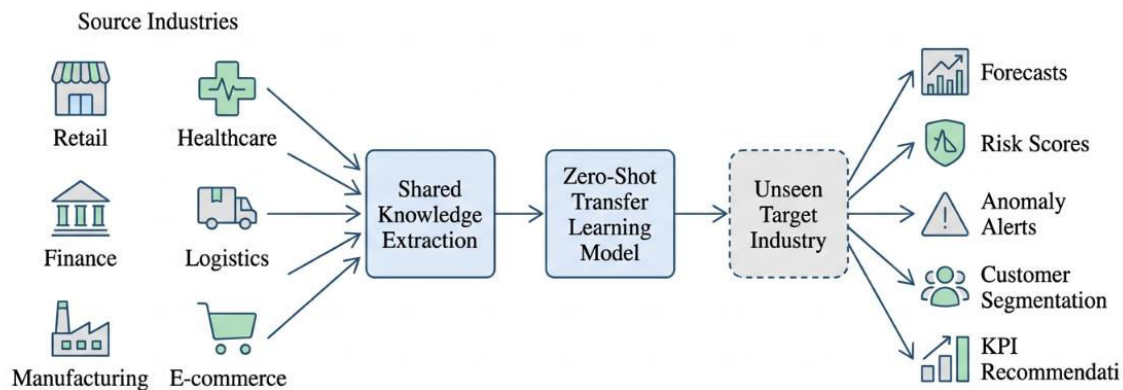 Source Industries
Retail
Healthcare
Finance
Logistics
Manufacturing
E-commerce
Shared
Knowledge
Extraction
Zero-Shot
Transfer
Learning
Model
Unseen
Target
Industry
Forecasts
Risk Scores
Anomaly
Alerts
Customer
Segmentation
KPI
Recommendati